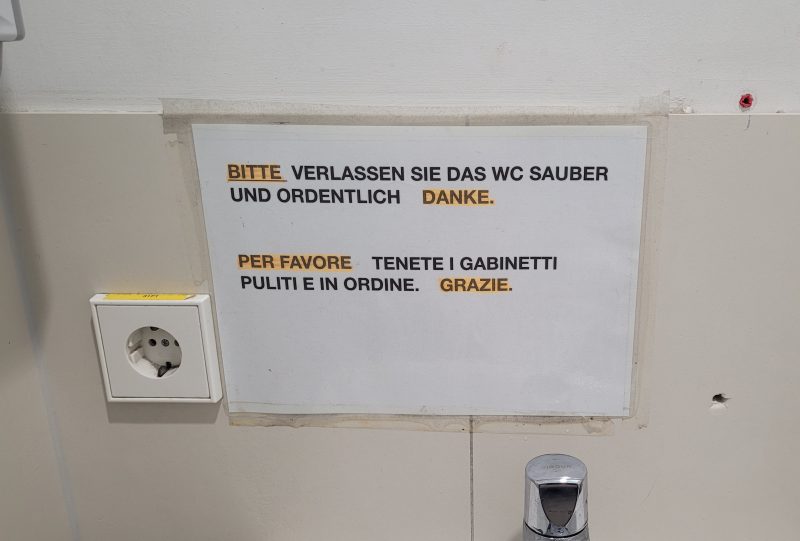 BITTE VERLASSEN SIE DAS WC SAUBER
UND ORDENTLICH DANKE.
PER FAVORE TENETE I GABINETTI
PULITI E IN ORDINE. GRAZIE.